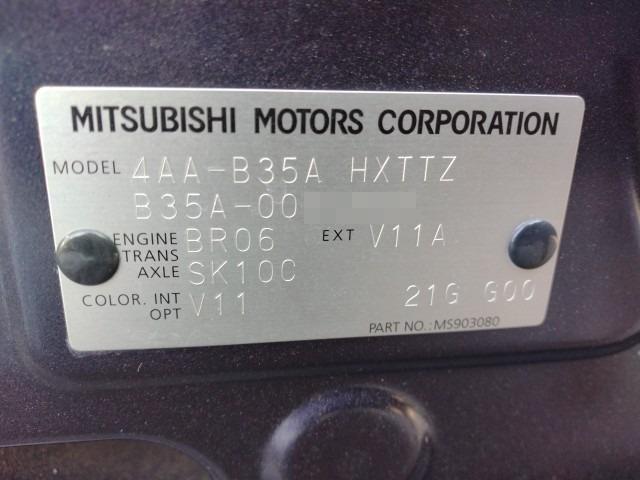 MITSUBISHI MOTORS CORPORATION
MODEL 4AA-B35A HXTTZ
B35A-00
ENGINE BR06 EXT V11A
TRANS
AXLE SK10C
COLOR. INT V11 21G G00
OPT
PART NO.: MS903080